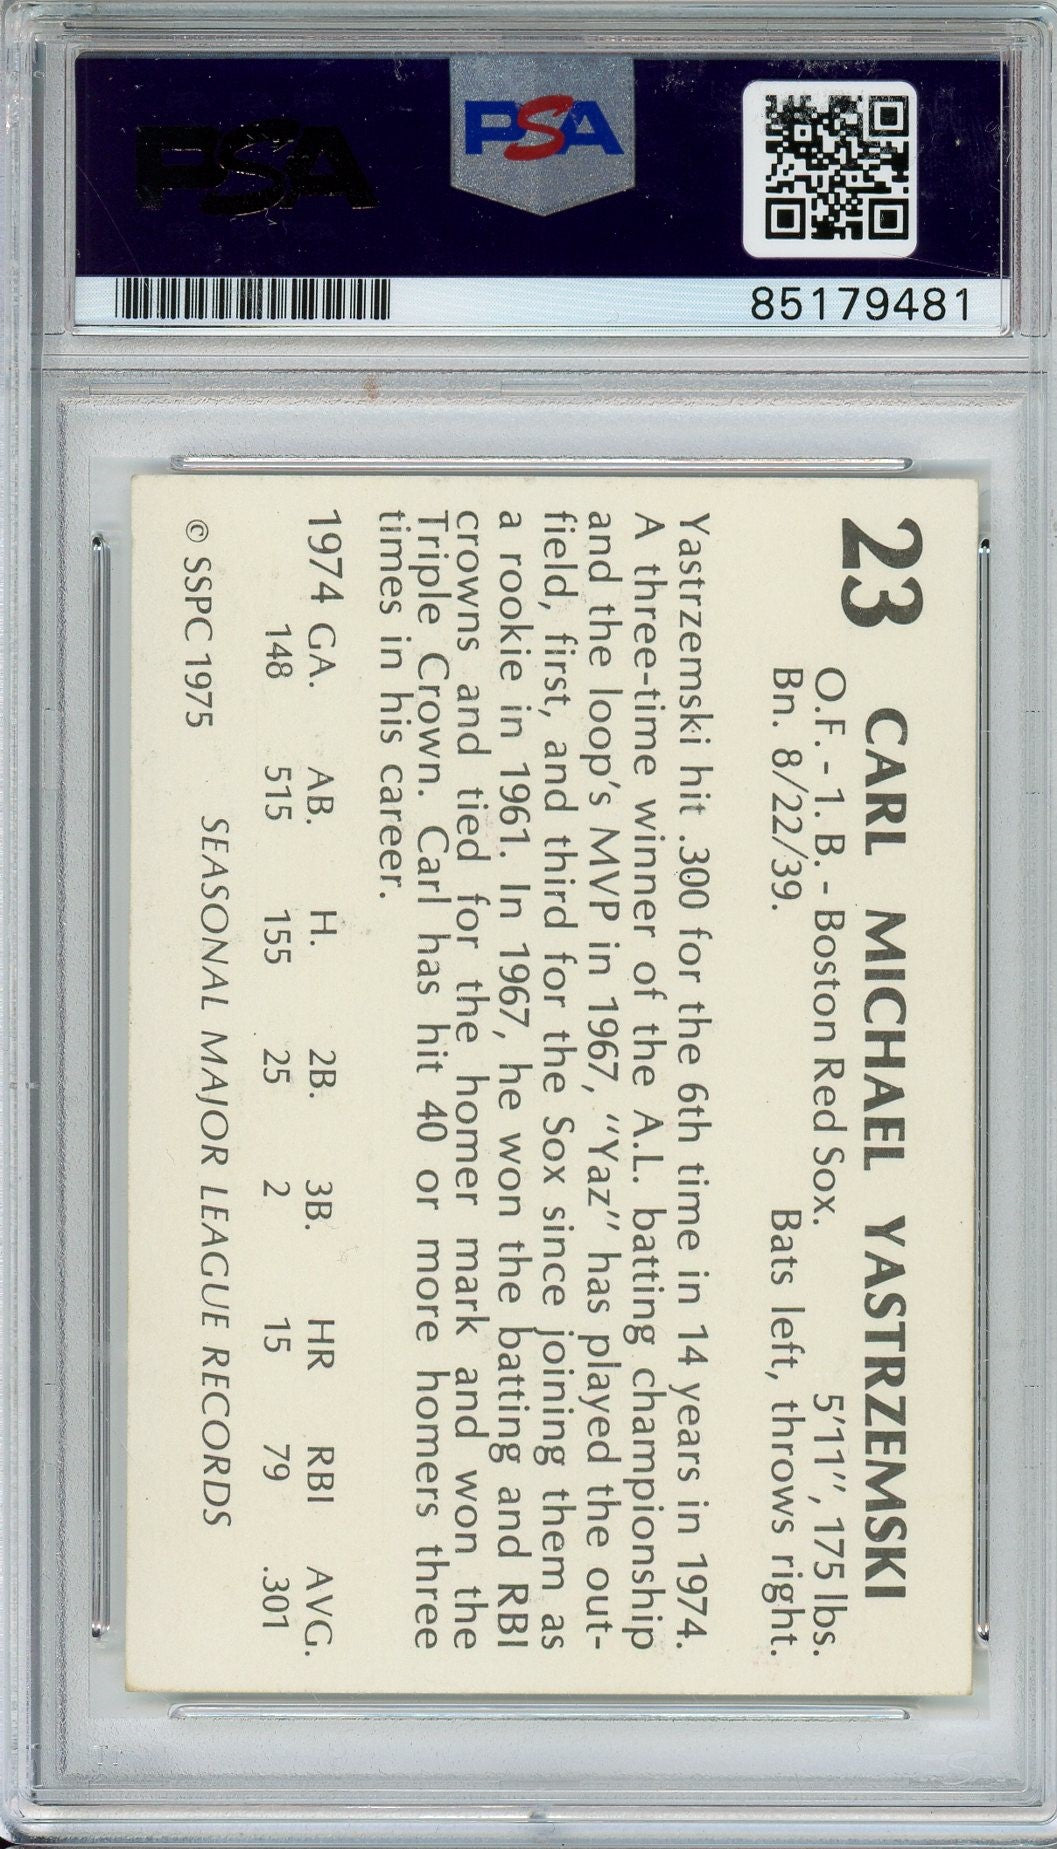 PSA
PSA
85179481
23 CARL MICHAEL YASTRZEMSKI
O.F. - 1. B. - Boston Red Sox. 5'11", 175 lbs.
Bn. 8/22/39. Bats left, throws right.
Yastrzemski hit .300 for the 6th time in 14 years in 1974.
A three-time winner of the A.L. batting championship
and the loop's MVP in 1967, "Yaz" has played the out-
field, first, and third for the Sox since joining them as
a rookie in 1961. In 1967, he won the batting and RBI
crowns and tied for the homer mark and won the
Triple Crown. Carl has hit 40 or more homers three
times in his career.
1974 GA. AB. H. 2B. 3B. HR RBI AVG.
148 515 155 25 2 15 79 .301
SEASONAL MAJOR LEAGUE RECORDS
© SSPC 1975